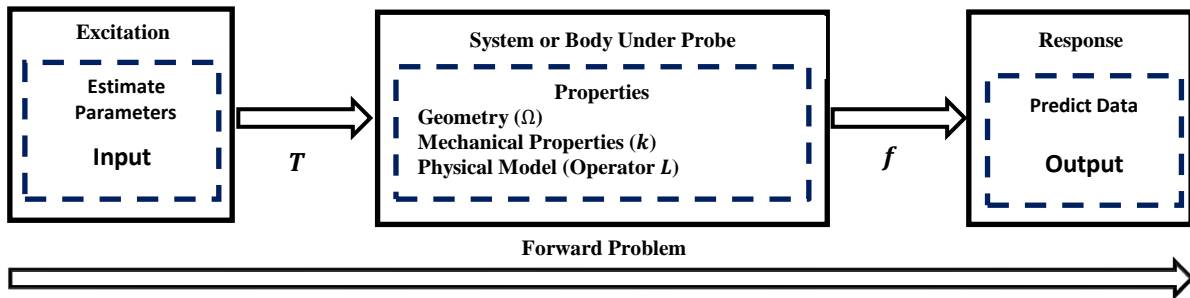 Excitation
Estimate
Parameters
Input
T
System or Body Under Probe
Properties
Geometry (Ω)
Mechanical Properties (k)
Physical Model (Operator L)
f
Response
Predict Data
Output
Forward Problem